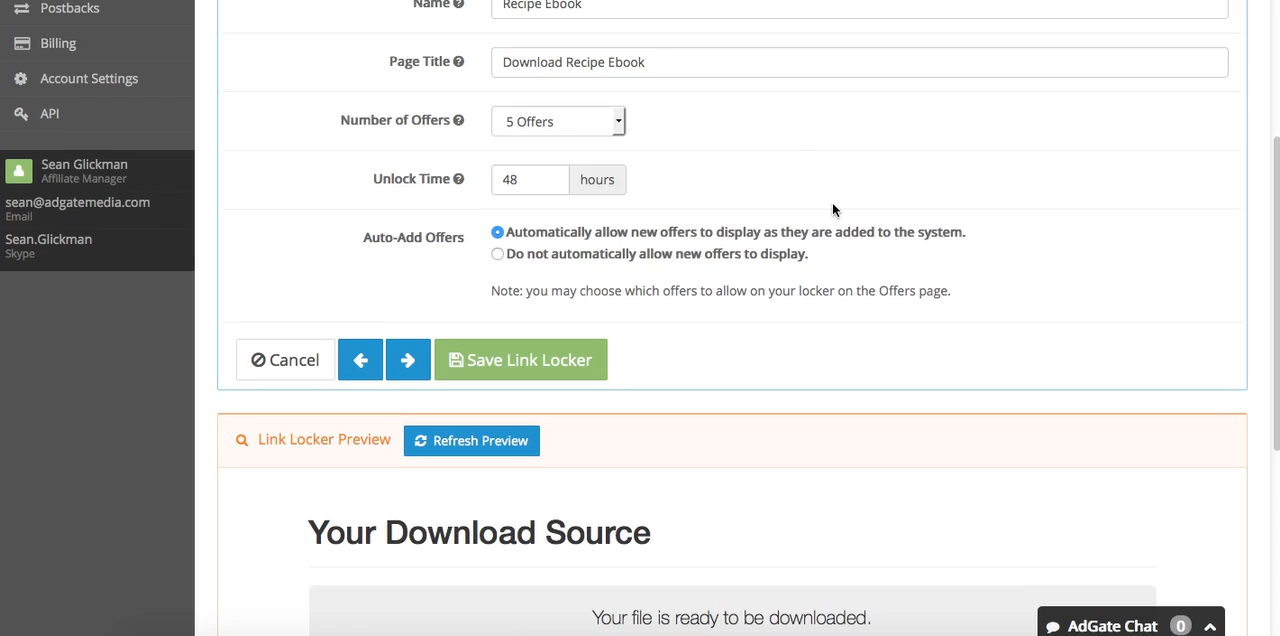 Postbacks
Billing
Account Settings
API
Sean Glickman
Affiliate Manager
sean@adgatemedia.com
Email
Sean.Glickman
Skype
Name
Recipe Ebook
Page Title
Download Recipe Ebook
Number of Offers
5 Offers
Unlock Time
48 hours
Auto-Add Offers
Automatically allow new offers to display as they are added to the system.
Do not automatically allow new offers to display.
Note: you may choose which offers to allow on your locker on the Offers page.
Cancel
Save Link Locker
Link Locker Preview
Refresh Preview
Your Download Source
Your file is ready to be downloaded.
AdGate Chat 0